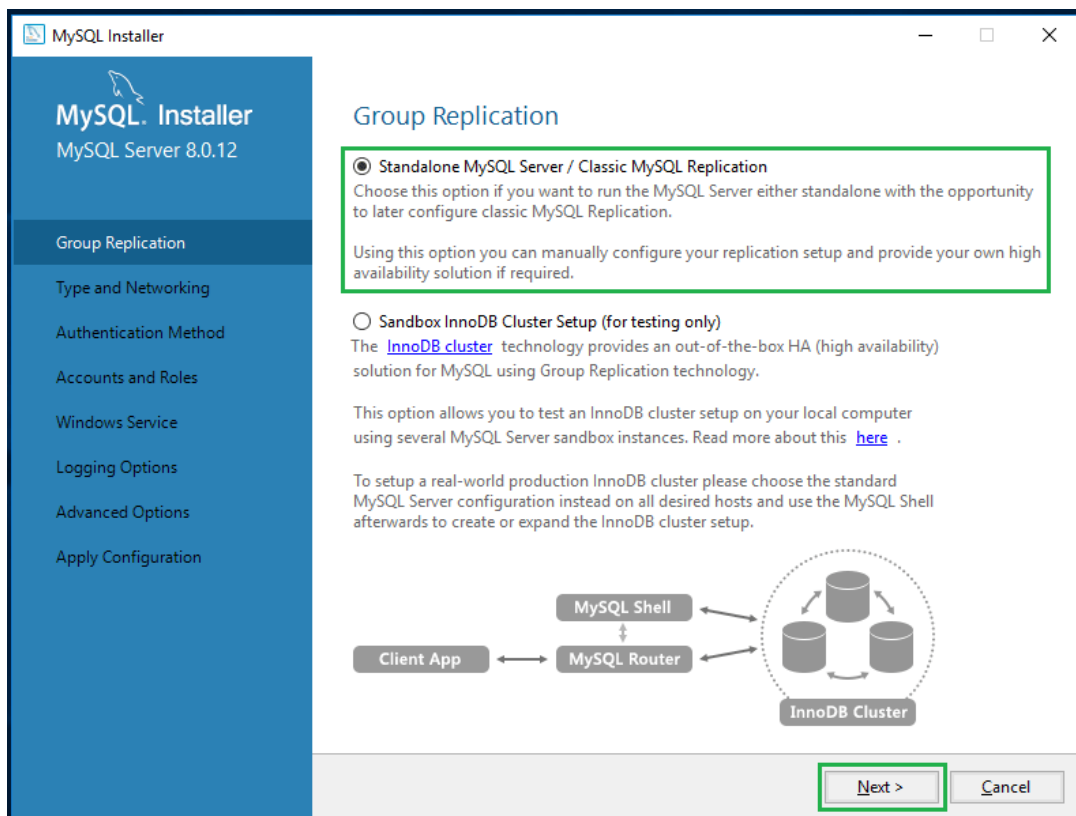 MySQL Installer
MySQL. Installer
MySQL Server 8.0.12
Group Replication
Type and Networking
Authentication Method
Accounts and Roles
Windows Service
Logging Options
Advanced Options
Apply Configuration
Group Replication
Standalone MySQL Server / Classic MySQL Replication
Choose this option if you want to run the MySQL Server either standalone with the opportunity
to later configure classic MySQL Replication.
Using this option you can manually configure your replication setup and provide your own high
availability solution if required.
Sandbox InnoDB Cluster Setup (for testing only)
The InnoDB cluster technology provides an out-of-the-box HA (high availability)
solution for MySQL using Group Replication technology.
This option allows you to test an InnoDB cluster setup on your local computer
using several MySQL Server sandbox instances. Read more about this here .
To setup a real-world production InnoDB cluster please choose the standard
MySQL Server configuration instead on all desired hosts and use the MySQL Shell
afterwards to create or expand the InnoDB cluster setup.
MySQL Shell
Client App
MySQL Router
InnoDB Cluster
Next >
Cancel